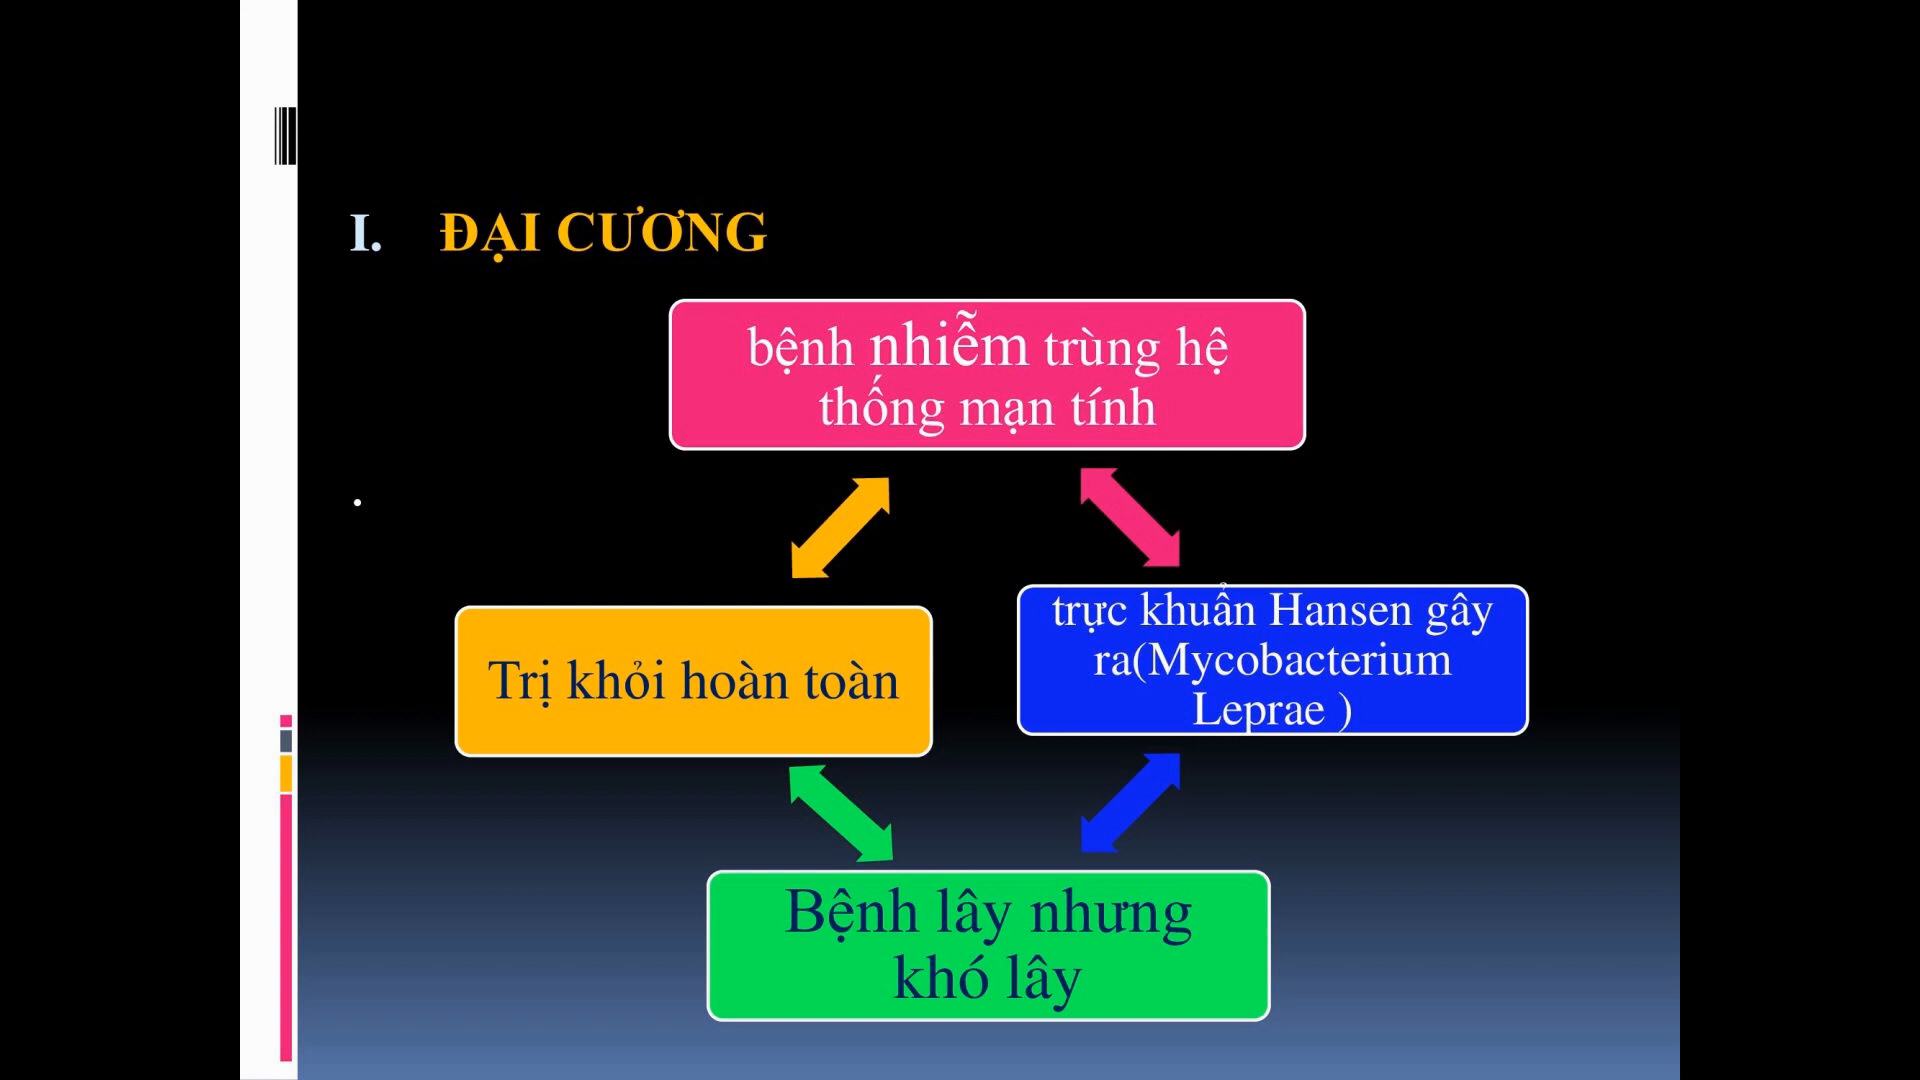 I. ĐẠI CƯƠNG
bệnh nhiễm trùng hệ
thống mạn tính
.
Trị khỏi hoàn toàn
trực khuẩn Hansen gây
ra(Mycobacterium
Leprae )
Bệnh lây nhưng
khó lây